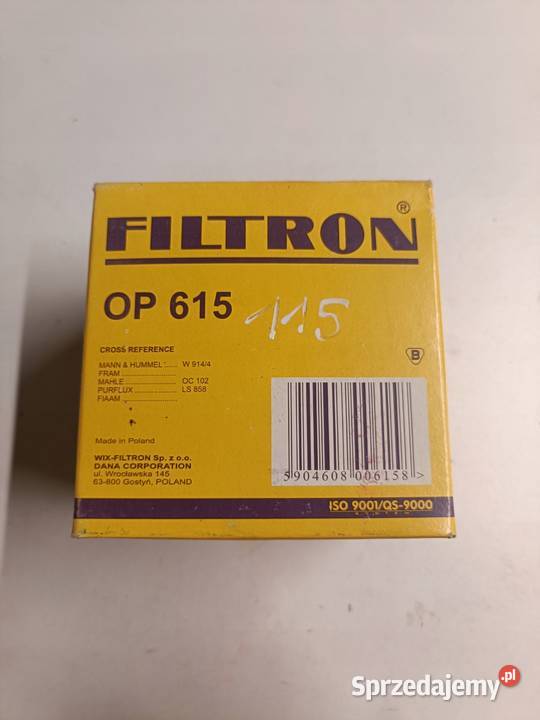 FILTRON ®
OP 615 115
CROSS REFERENCE
MANN & HUMMEL ...... W 914/4
FRAM ....................
MAHLE .................... OC 102
PURFLUX ............... LS 858
FIAAM ....................
B
Made in Poland
WIX-FILTRON Sp. z o.o.
DANA CORPORATION
ul. Wrocławska 145
63-800 Gostyń, POLAND
5904608 006158 >
ISO 9001/QS-9000
Sprzedajemy.pl